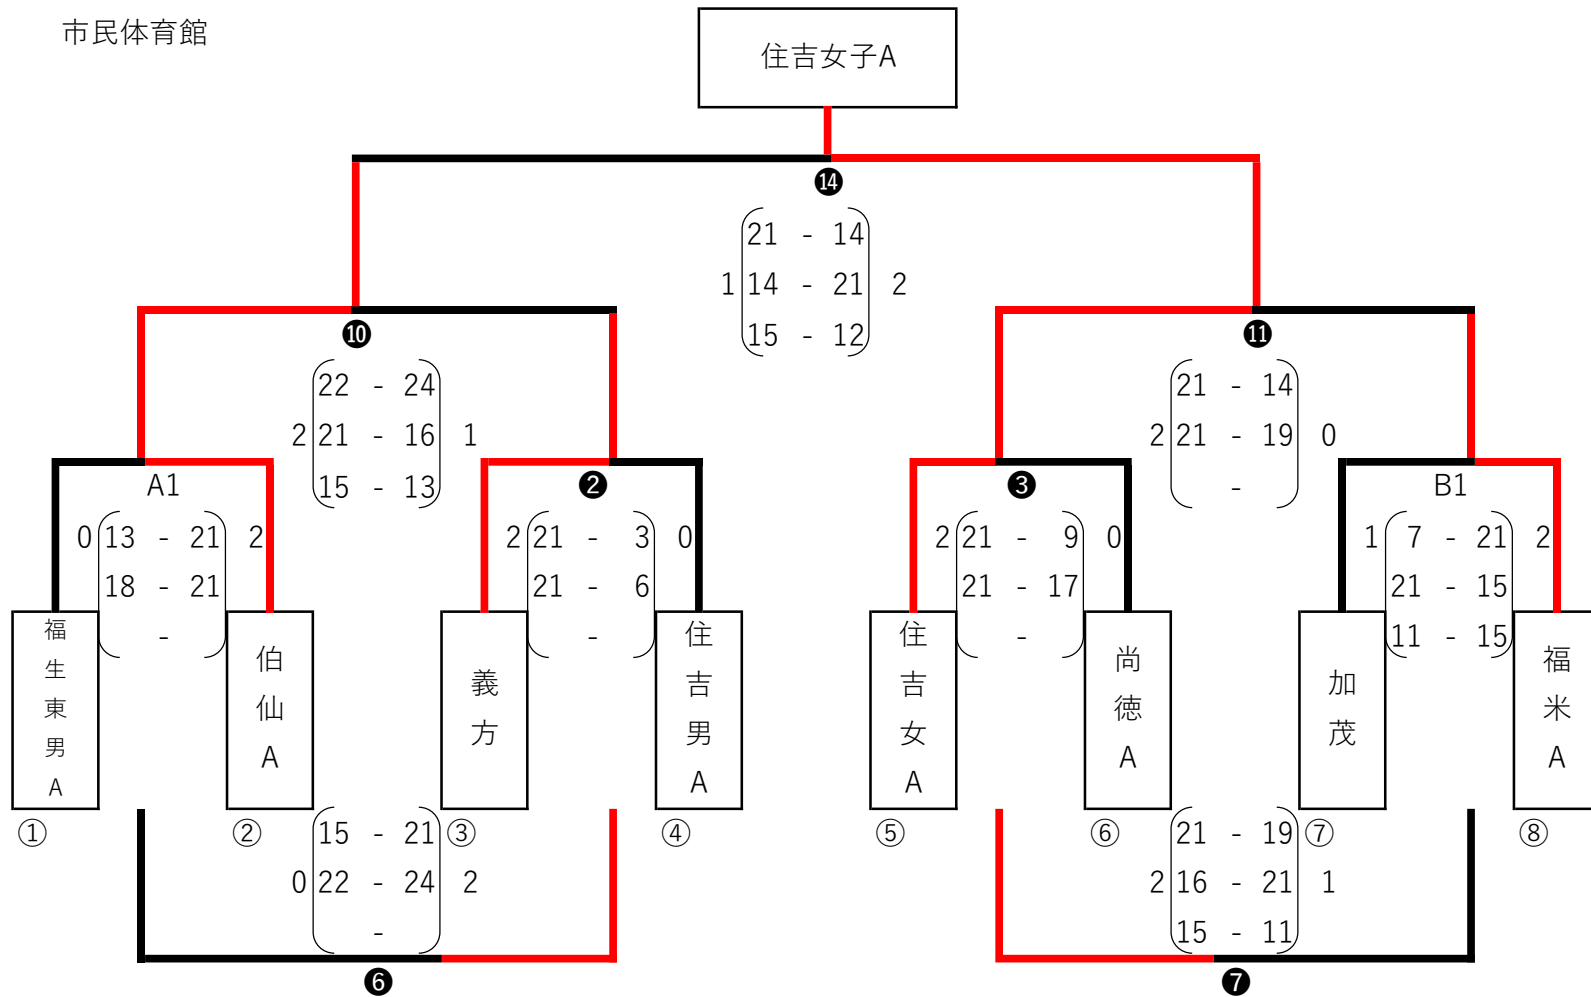 市民体育館
住吉女子A
⓮
21 - 14
1 14 - 21 2
15 - 12
❿
22 - 24
2 21 - 16 1
15 - 13
⓫
21 - 14
2 21 - 19 0
-
A1
0 13 - 21 2
18 - 21
-
❷
2 21 - 3 0
21 - 6
-
❸
2 21 - 9 0
21 - 17
-
B1
1 7 - 21 2
21 - 15
11 - 15
福生東男A
伯仙A
義方
住吉男A
住吉女A
尚徳A
加茂
福米A
① ② ③ ④ ⑤ ⑥ ⑦ ⑧
15 - 21
0 22 - 24 2
-
❻
21 - 19
2 16 - 21 1
15 - 11
❼